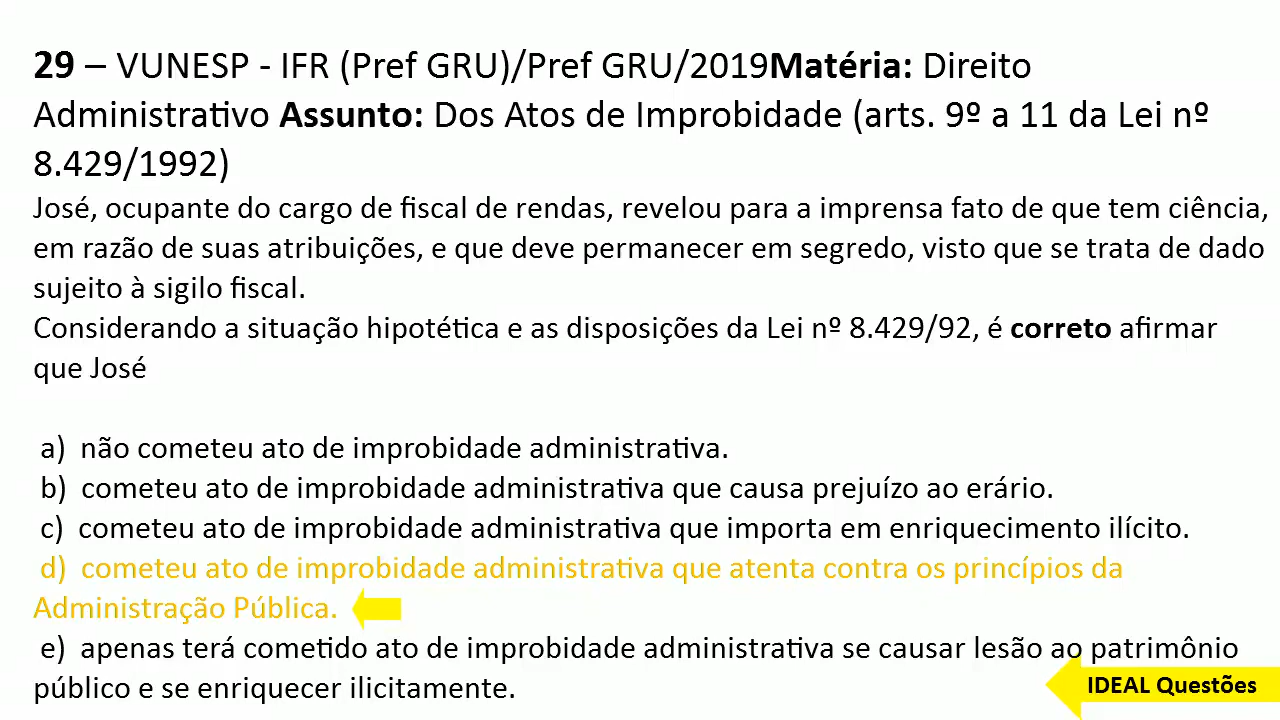 29 – VUNESP - IFR (Pref GRU)/Pref GRU/2019Matéria: Direito
Administrativo Assunto: Dos Atos de Improbidade (arts. 9º a 11 da Lei nº
8.429/1992)
José, ocupante do cargo de fiscal de rendas, revelou para a imprensa fato de que tem ciência,
em razão de suas atribuições, e que deve permanecer em segredo, visto que se trata de dado
sujeito à sigilo fiscal.
Considerando a situação hipotética e as disposições da Lei nº 8.429/92, é correto afirmar
que José
a) não cometeu ato de improbidade administrativa.
b) cometeu ato de improbidade administrativa que causa prejuízo ao erário.
c) cometeu ato de improbidade administrativa que importa em enriquecimento ilícito.
d) cometeu ato de improbidade administrativa que atenta contra os princípios da
Administração Pública.
e) apenas terá cometido ato de improbidade administrativa se causar lesão ao patrimônio
público e se enriquecer ilicitamente.
IDEAL Questões